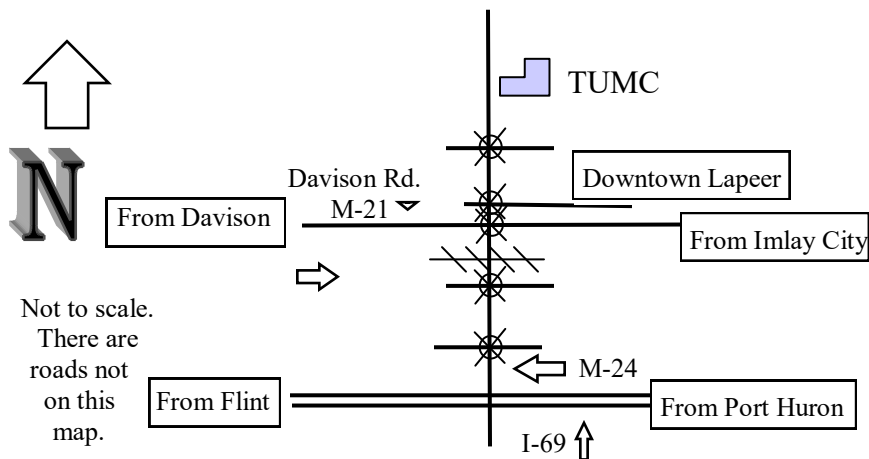 TUMC
Downtown Lapeer
Davison Rd.
M-21
From Davison
N
From Imlay City
Not to scale.
There are
roads not
on this
map.
M-24
From Flint
From Port Huron
I-69